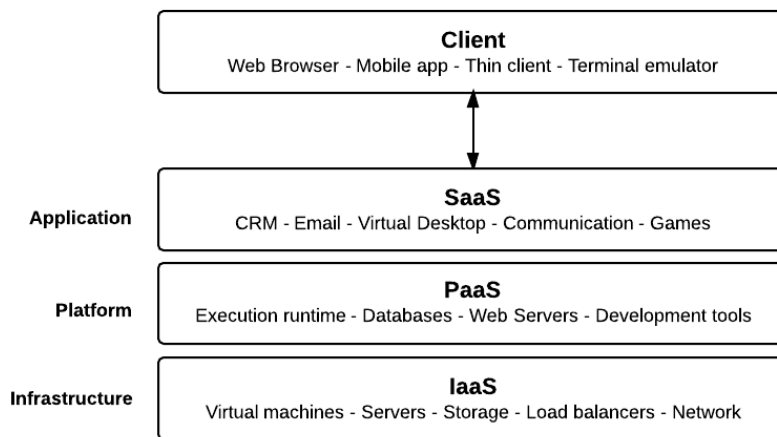 Client
Web Browser - Mobile app - Thin client - Terminal emulator
Application
SaaS
CRM - Email - Virtual Desktop - Communication - Games
Platform
PaaS
Execution runtime - Databases - Web Servers - Development tools
Infrastructure
IaaS
Virtual machines - Servers - Storage - Load balancers - Network